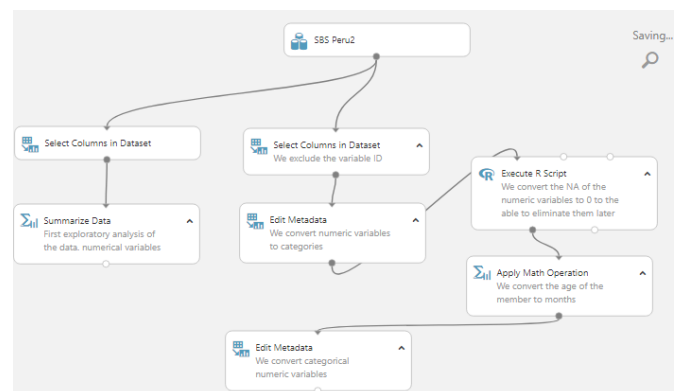 SBS Peru2
Saving...
Select Columns in Dataset
Select Columns in Dataset
We exclude the variable ID
Execute R Script
We convert the NA of the
numeric variables to 0 to the
able to eliminate them later
Summarize Data
First exploratory analysis of
the data. numerical variables
Edit Metadata
We convert numeric variables
to categories
Apply Math Operation
We convert the age of the
member to months
Edit Metadata
We convert categorical
numeric variables